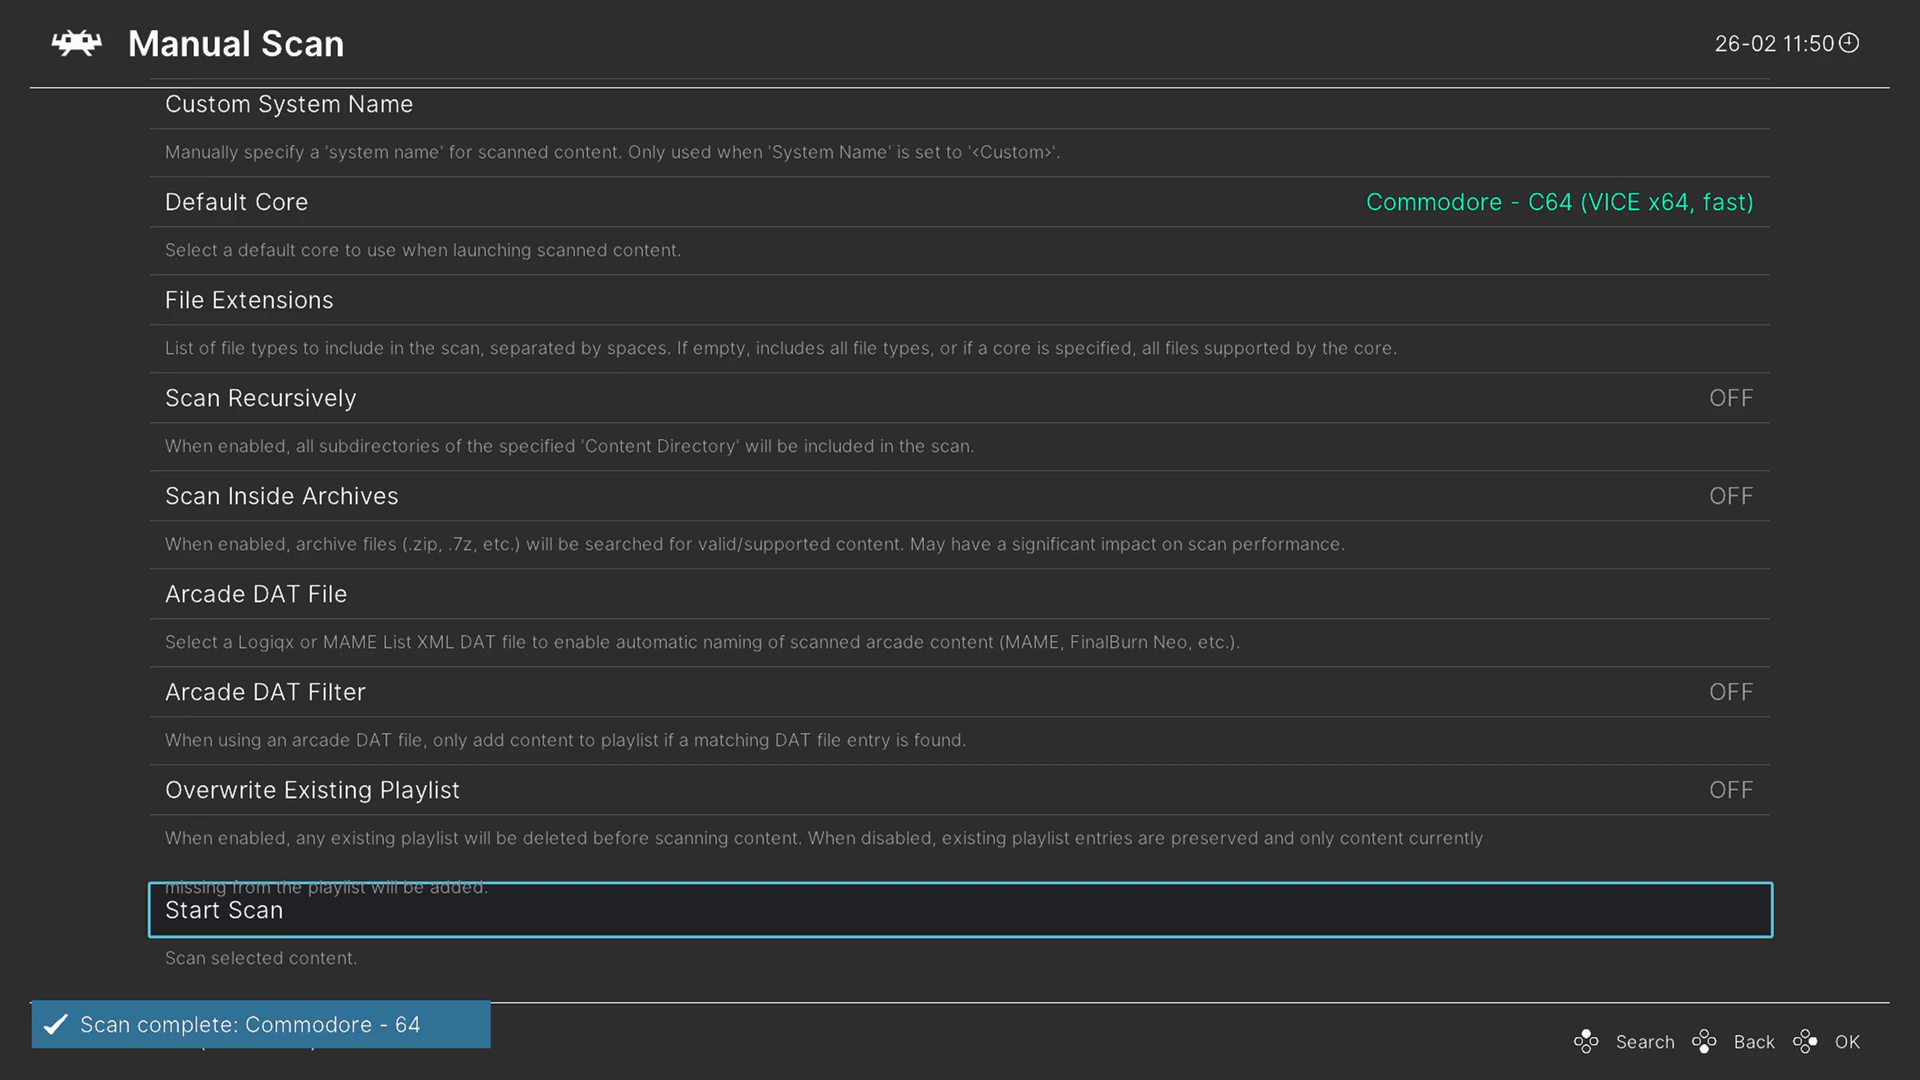 Manual Scan
26-02 11:50
Custom System Name
Manually specify a 'system name' for scanned content. Only used when 'System Name' is set to '<Custom>'.
Default Core
Commodore - C64 (VICE x64, fast)
Select a default core to use when launching scanned content.
File Extensions
List of file types to include in the scan, separated by spaces. If empty, includes all file types, or if a core is specified, all files supported by the core.
Scan Recursively
OFF
When enabled, all subdirectories of the specified 'Content Directory' will be included in the scan.
Scan Inside Archives
OFF
When enabled, archive files (.zip, .7z, etc.) will be searched for valid/supported content. May have a significant impact on scan performance.
Arcade DAT File
Select a Logiqx or MAME List XML DAT file to enable automatic naming of scanned arcade content (MAME, FinalBurn Neo, etc.).
Arcade DAT Filter
OFF
When using an arcade DAT file, only add content to playlist if a matching DAT file entry is found.
Overwrite Existing Playlist
OFF
When enabled, any existing playlist will be deleted before scanning content. When disabled, existing playlist entries are preserved and only content currently
missing from the playlist will be added.
Start Scan
Scan selected content.
Scan complete: Commodore - 64
Search
Back
OK